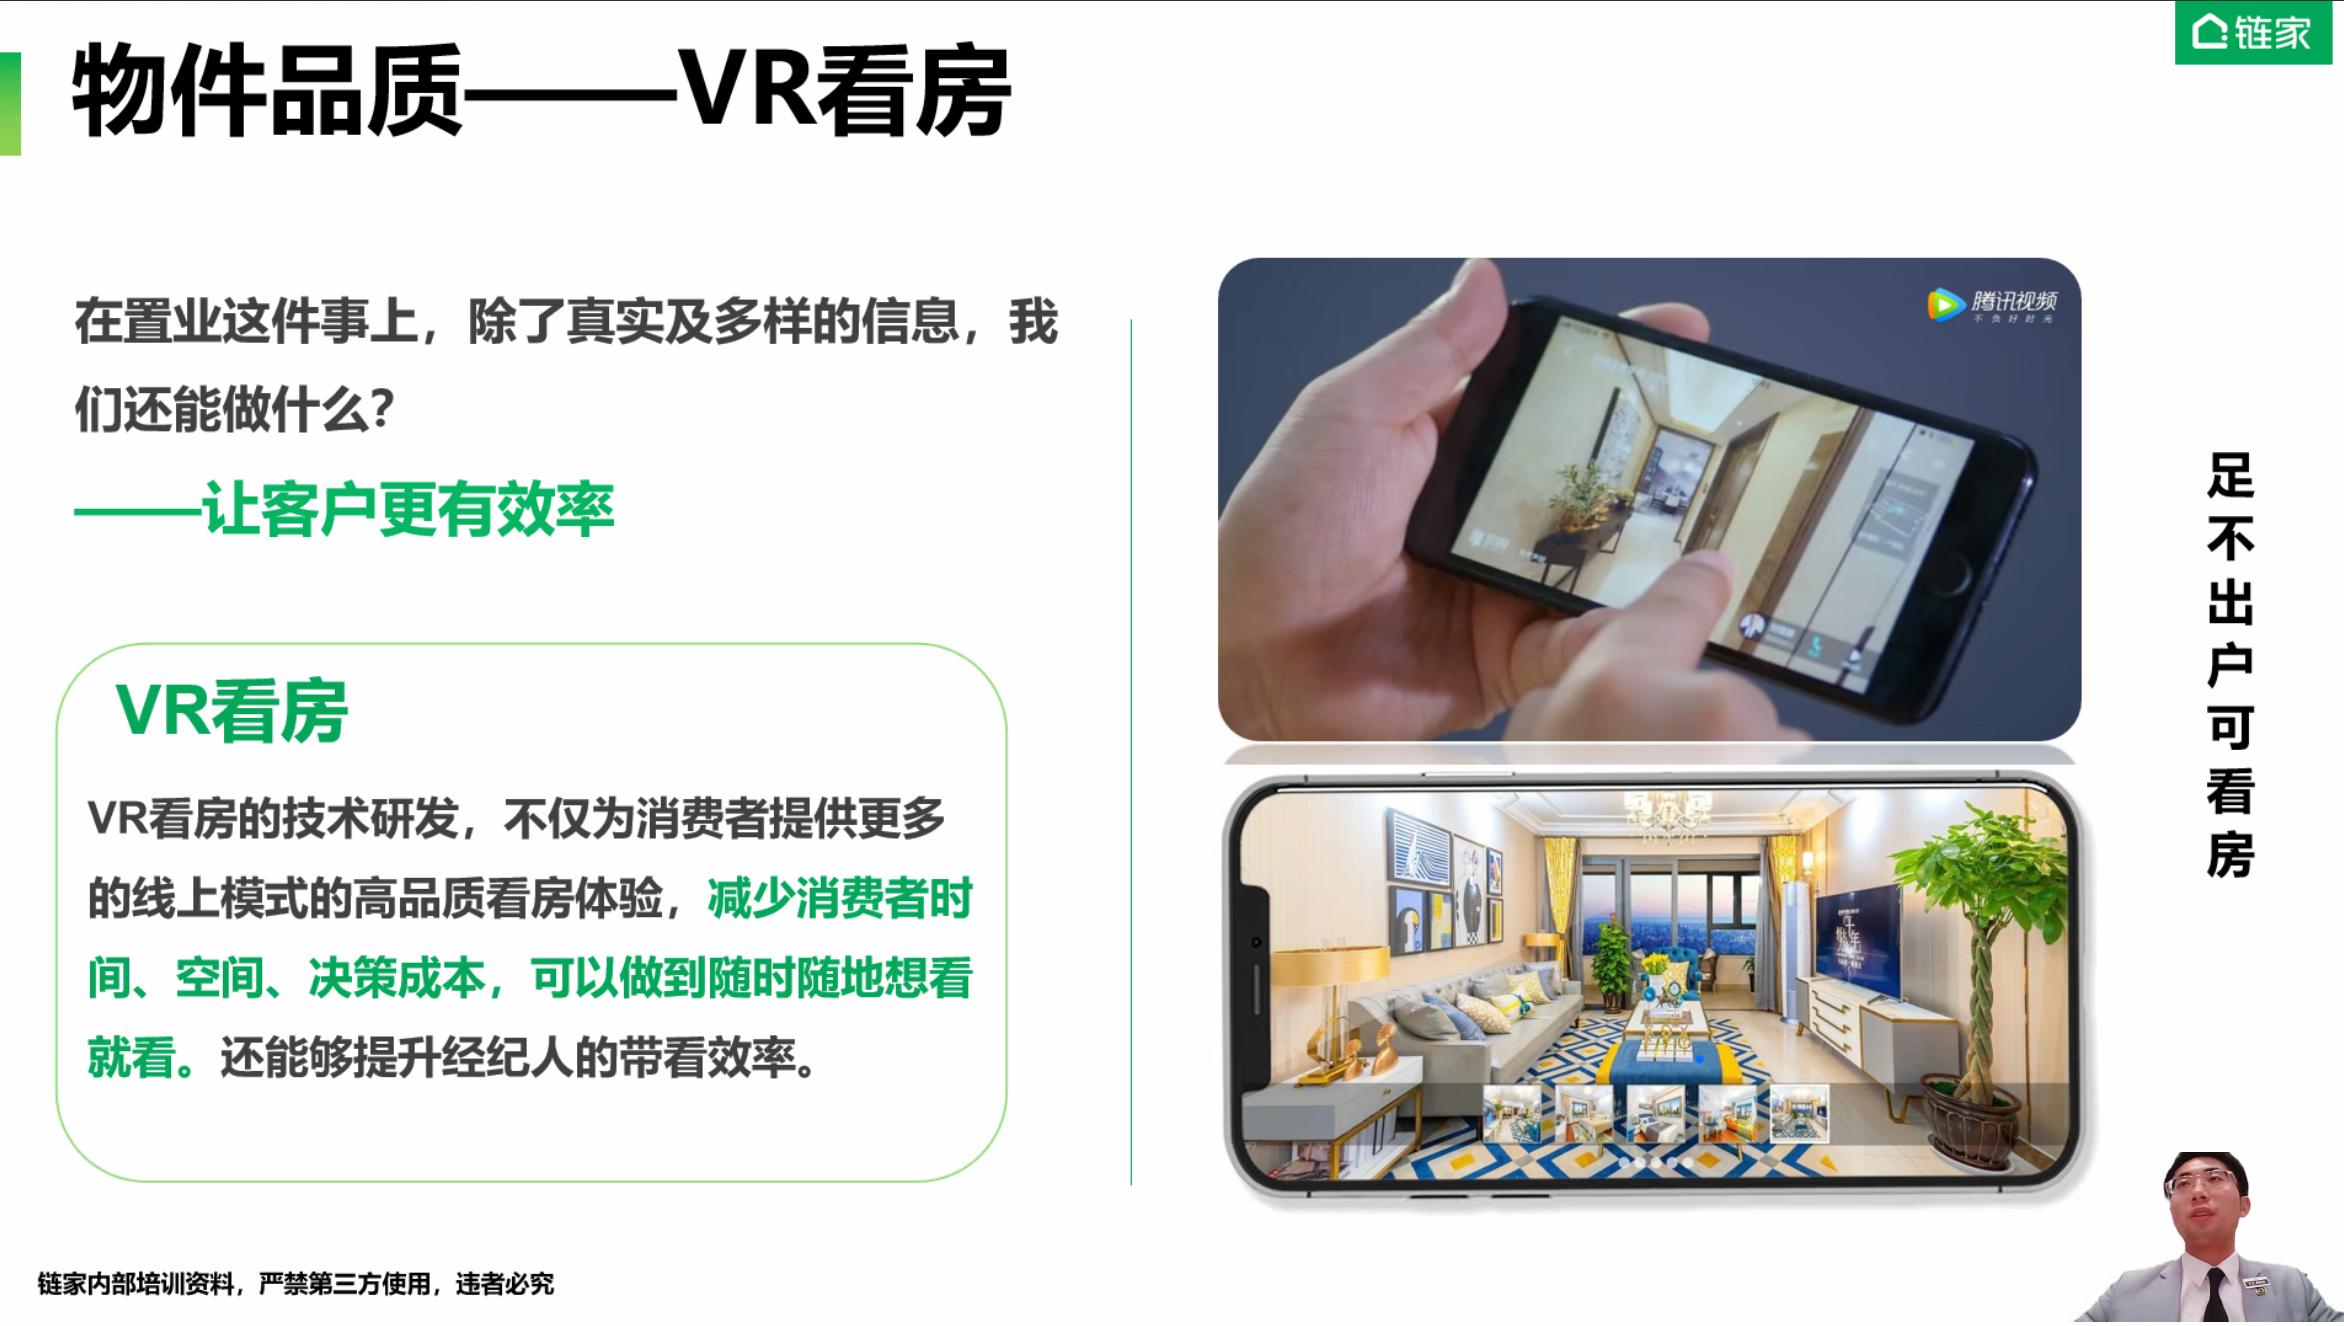 链家
物件品质——VR看房
在置业这件事上，除了真实及多样的信息，我
们还能做什么？
——让客户更有效率
VR看房
VR看房的技术研发，不仅为消费者提供更多
的线上模式的高品质看房体验，减少消费者时
间、空间、决策成本，可以做到随时随地想看
就看。还能够提升经纪人的带看效率。
腾讯视频
不负好时光
足不出户可看房
链家内部培训资料，严禁第三方使用，违者必究